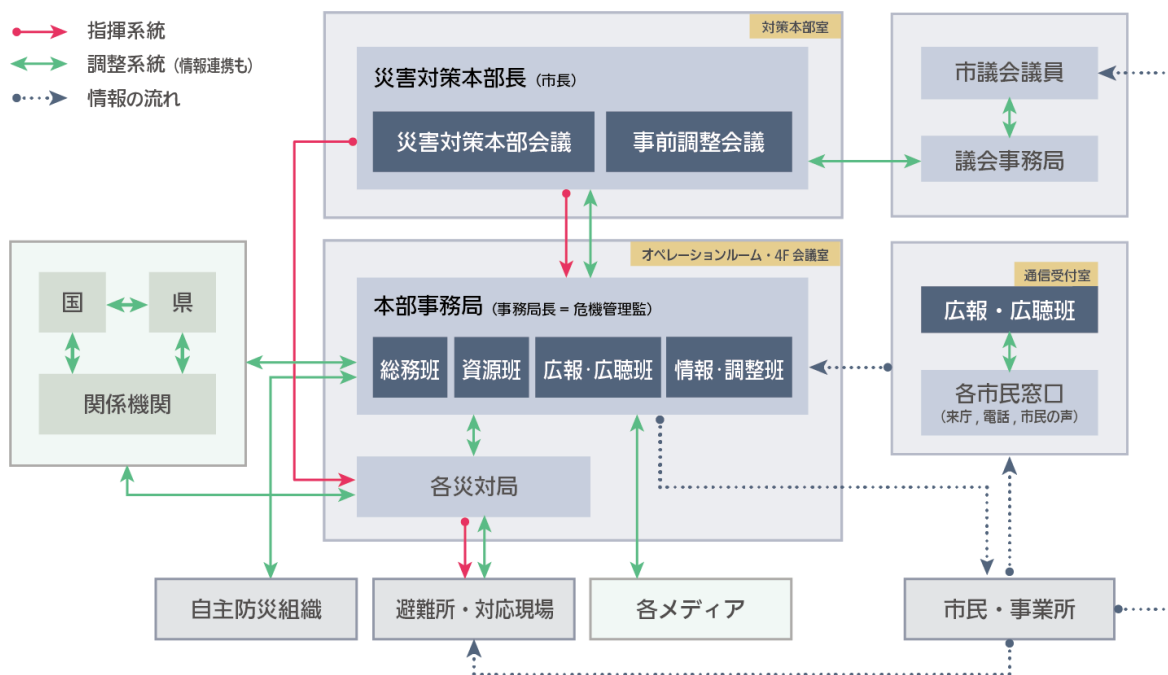 指揮系統
調整系統（情報連携も）
情報の流れ
対策本部室
災害対策本部長（市長）
災害対策本部会議
事前調整会議
市議会議員
議会事務局
オペレーションルーム・4F 会議室
本部事務局（事務局長 = 危機管理監）
総務班
資源班
広報・広聴班
情報・調整班
各災対局
国
県
関係機関
通信受付室
広報・広聴班
各市民窓口
（来庁 , 電話 , 市民の声）
自主防災組織
避難所・対応現場
各メディア
市民・事業所